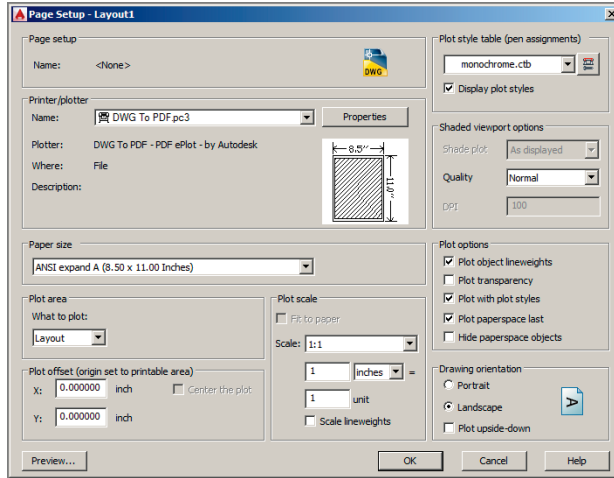 Page Setup - Layout1
Page setup
Name: <None>
DWG
Printer/plotter
Name: DWG To PDF.pc3 Properties
Plotter: DWG To PDF - PDF ePlot - by Autodesk
Where: File
Description:
8.5"
11.0"
Paper size
ANSI expand A (8.50 x 11.00 Inches)
Plot area
What to plot:
Layout
Plot offset (origin set to printable area)
X: 0.000000 inch Center the plot
Y: 0.000000 inch
Plot scale
Fit to paper
Scale: 1:1
1 inches =
1 unit
Scale lineweights
Plot style table (pen assignments)
monochrome.ctb
Display plot styles
Shaded viewport options
Shade plot As displayed
Quality Normal
DPI 100
Plot options
Plot object lineweights
Plot transparency
Plot with plot styles
Plot paperspace last
Hide paperspace objects
Drawing orientation
Portrait
Landscape
A
Plot upside-down
Preview... OK Cancel Help